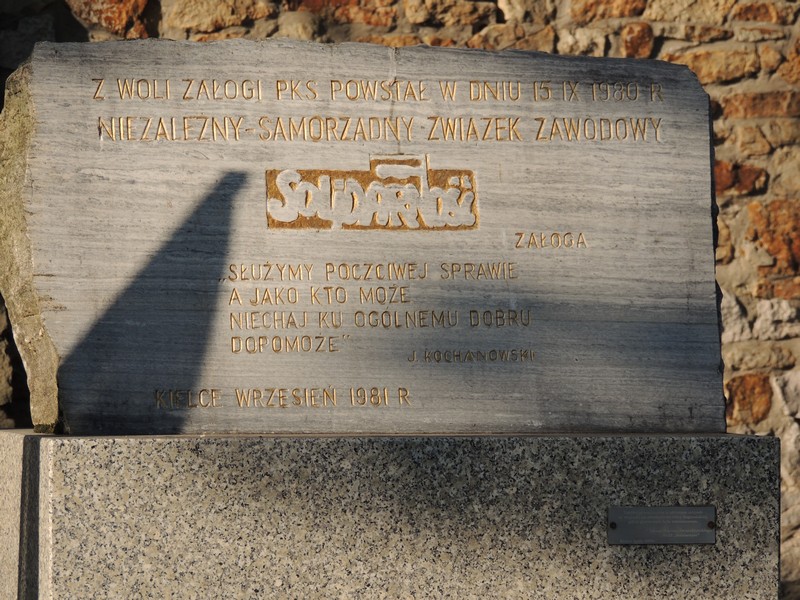 Z WOLI ZAŁOGI PKS POWSTAŁ W DNIU 15 IX 1980 R
NIEZALEŻNY-SAMORZĄDNY ZWIĄZEK ZAWODOWY
Solidarność
ZAŁOGA
„SŁUŻYMY POCZCIWEJ SPRAWIE
A JAKO KTO MOŻE
NIECHAJ KU OGÓLNEMU DOBRU
DOPOMOŻE"
J. KOCHANOWSKI
KIELCE WRZESIEŃ 1981 R